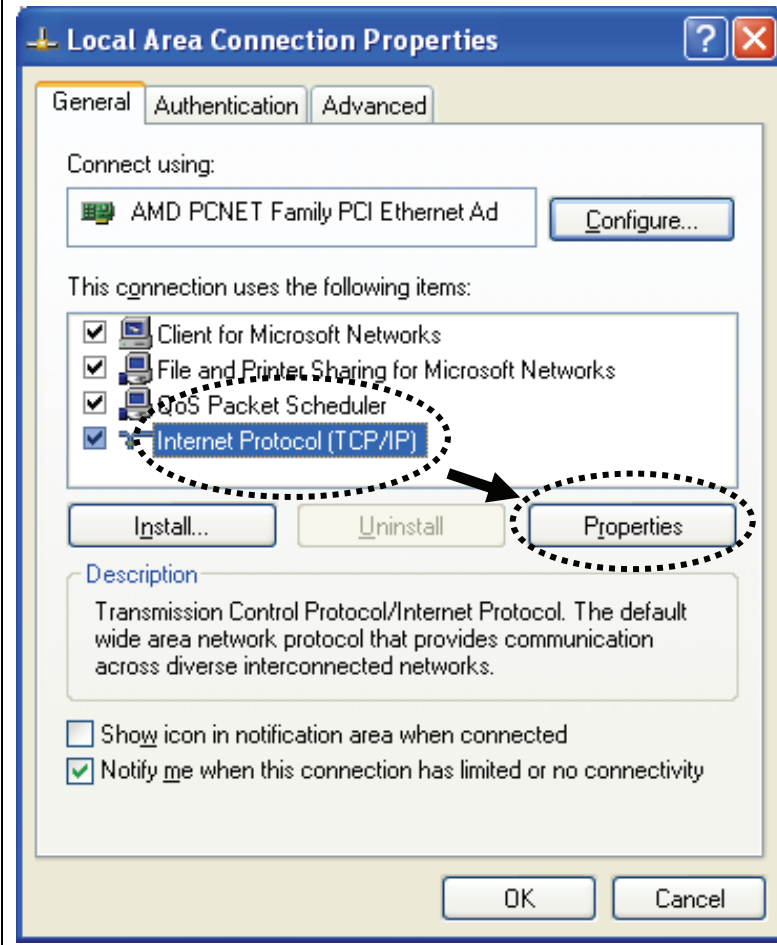 Local Area Connection Properties
General Authentication Advanced
Connect using:
AMD PCNET Family PCI Ethernet Ad
Configure...
This connection uses the following items:
Client for Microsoft Networks
File and Printer Sharing for Microsoft Networks
QoS Packet Scheduler
Internet Protocol (TCP/IP)
Install... Uninstall Properties
Description
Transmission Control Protocol/Internet Protocol. The default
wide area network protocol that provides communication
across diverse interconnected networks.
Show icon in notification area when connected
Notify me when this connection has limited or no connectivity
OK Cancel